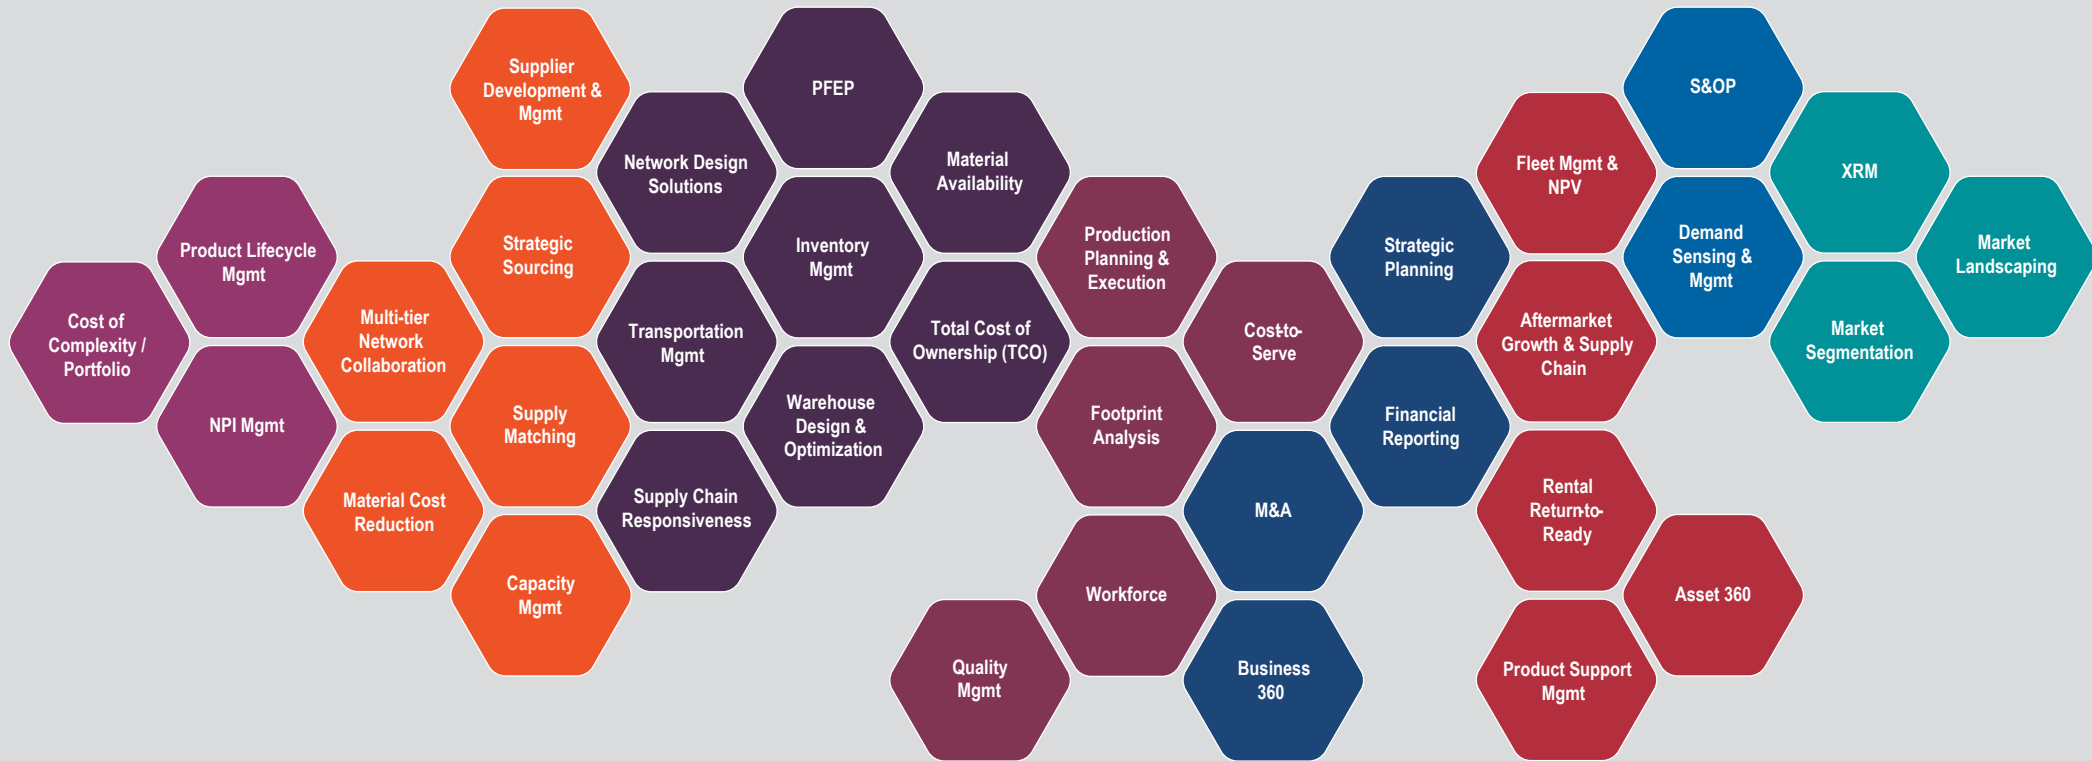 Cost of
Complexity /
Portfolio
Product Lifecycle
Mgmt
NPI Mgmt
Multi-tier
Network
Collaboration
Material Cost
Reduction
Supplier
Development &
Mgmt
Strategic
Sourcing
Supply
Matching
Capacity
Mgmt
Network Design
Solutions
Transportation
Mgmt
Supply Chain
Responsiveness
PFEP
Inventory
Mgmt
Warehouse
Design &
Optimization
Material
Availability
Total Cost of
Ownership (TCO)
Quality
Mgmt
Production
Planning &
Execution
Footprint
Analysis
Workforce
Cost-to-
Serve
M&A
Business
360
Strategic
Planning
Financial
Reporting
Fleet Mgmt &
NPV
Aftermarket
Growth & Supply
Chain
Rental
Return-to-
Ready
Product Support
Mgmt
S&OP
Demand
Sensing &
Mgmt
Asset 360
XRM
Market
Segmentation
Market
Landscaping